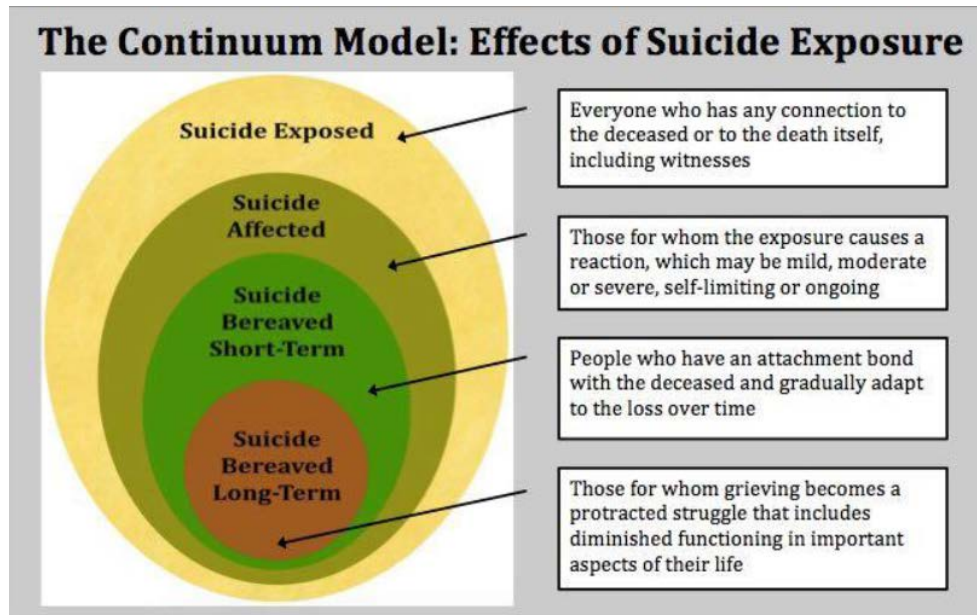 The Continuum Model: Effects of Suicide Exposure
Suicide Exposed
Suicide
Affected
Suicide
Bereaved
Short-Term
Suicide
Bereaved
Long-Term
Everyone who has any connection to
the deceased or to the death itself,
including witnesses
Those for whom the exposure causes a
reaction, which may be mild, moderate
or severe, self-limiting or ongoing
People who have an attachment bond
with the deceased and gradually adapt
to the loss over time
Those for whom grieving becomes a
protracted struggle that includes
diminished functioning in important
aspects of their life